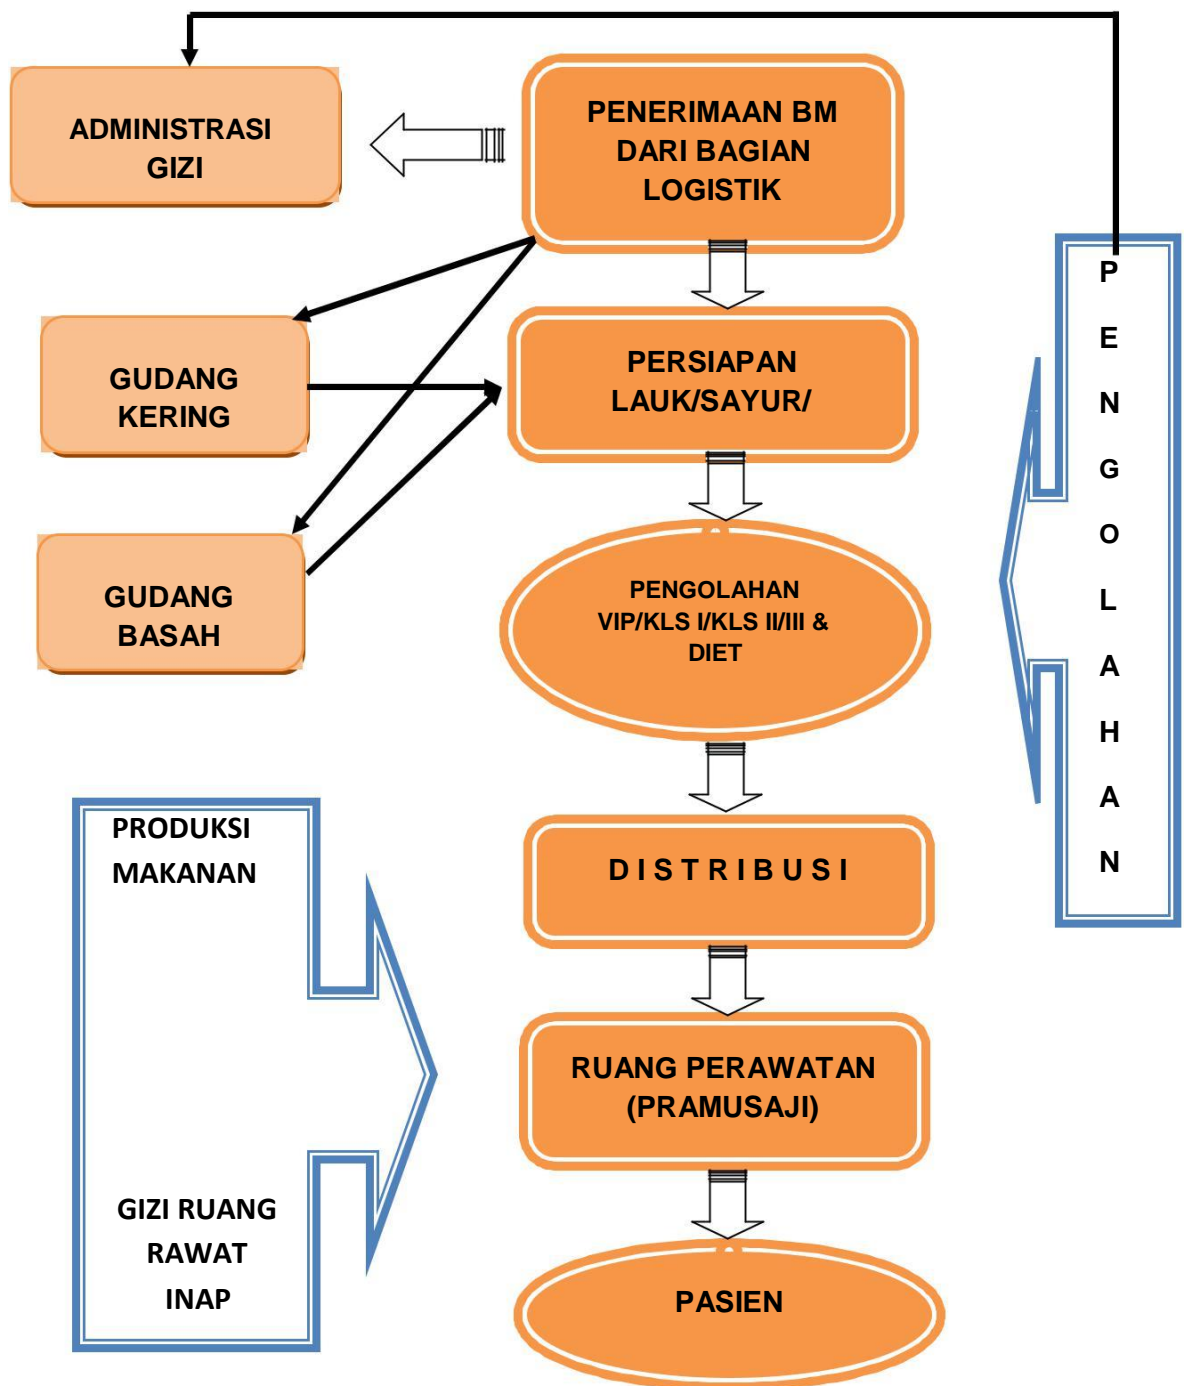 ADMINISTRASI
GIZI
PENERIMAAN BM
DARI BAGIAN
LOGISTIK
GUDANG
KERING
PERSIAPAN
LAUK/SAYUR/
GUDANG
BASAH
PENGOLAHAN
VIP/KLS I/KLS II/III &
DIET
P
E
N
G
O
L
A
H
A
N
PRODUKSI
MAKANAN
D I S T R I B U S I
RUANG PERAWATAN
(PRAMUSAJI)
GIZI RUANG
RAWAT
INAP
PASIEN